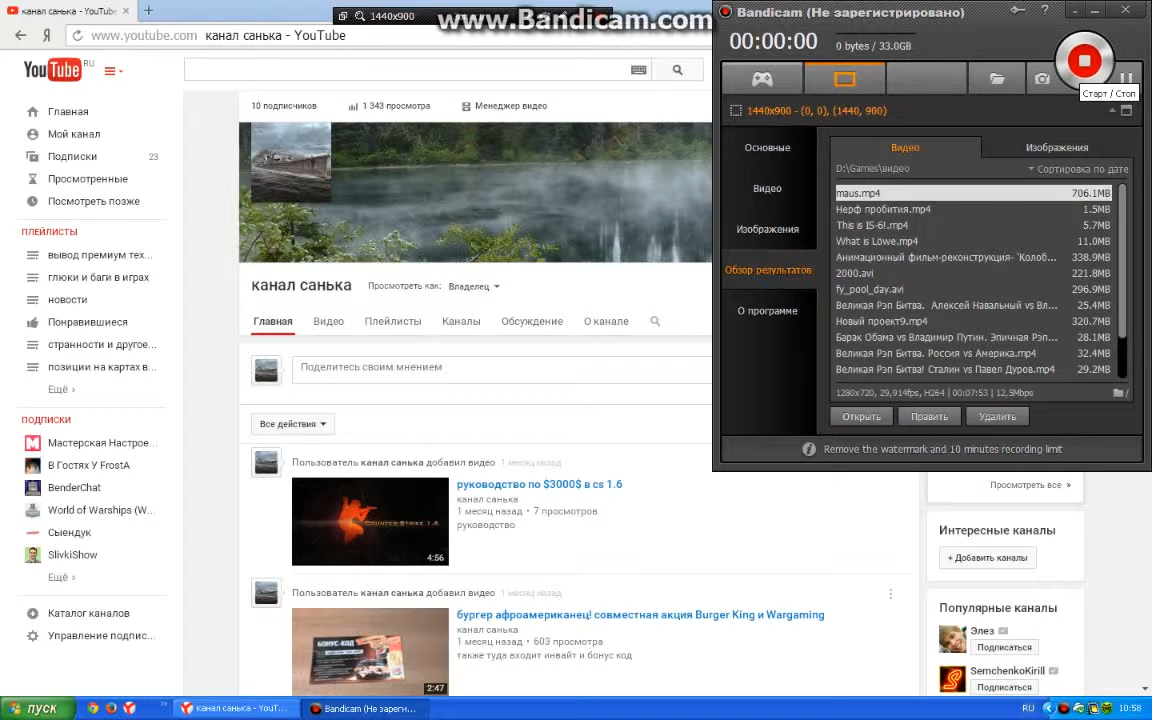 канал санька - YouTube
1440x900
www.Bandicam.com
www.youtube.com канал санька - YouTube
YouTube RU
Главная
Мой канал
Подписки 23
Просмотренные
Посмотреть позже
ПЛЕЙЛИСТЫ
вывод премиум тех...
глюки и баги в играх
новости
Понравившиеся
странности и другое...
позиции на картах в...
Ещё ›
ПОДПИСКИ
Мастерская Настрое...
В Гостях У FrostA
BenderChat
World of Warships (W...
Сыендук
SlivkiShow
Ещё ›
Каталог каналов
Управление подпис...
10 подписчиков 1 343 просмотра Менеджер видео
канал санька Просмотреть как: Владелец
Главная Видео Плейлисты Каналы Обсуждение О канале
Поделитесь своим мнением
Все действия
Пользователь канал санька добавил видео 1 месяц назад
руководство по $3000$ в cs 1.6
канал санька
1 месяц назад • 7 просмотров
руководство
COUNTER-STRIKE 1.6
4:56
Пользователь канал санька добавил видео 1 месяц назад
бургер афроамериканец! совместная акция Burger King и Wargaming
канал санька
1 месяц назад • 603 просмотра
также туда входит инвайт и бонус код
БОНУС-КОД
2:47
Bandicam (Не зарегистрировано)
00:00:00 0 bytes / 33.0GB
Старт / Стоп
1440x900 - (0, 0), (1440, 900)
Основные
Видео
Изображения
Обзор результатов
О программе
Видео Изображения
D:\Games\видео Сортировка по дате
maus.mp4 706.1MB
Нерф пробития.mp4 1.5MB
This is IS-6!.mp4 5.7MB
What is Löwe.mp4 11.0MB
Анимационный фильм-реконструкция- 'Колоб... 338.9MB
2000.avi 221.8MB
fy_pool_day.avi 296.9MB
Великая Рэп Битва. Алексей Навальный vs Вл... 25.4MB
Новый проект9.mp4 320.7MB
Барак Обама vs Владимир Путин. Эпичная Рэп... 28.1MB
Великая Рэп Битва. Россия vs Америка.mp4 32.4MB
Великая Рэп Битва! Сталин vs Павел Дуров.mp4 29.2MB
1280x720, 29,914fps, H264 | 00:07:53 | 12,5Mbps
Открыть Править Удалить
Remove the watermark and 10 minutes recording limit
Просмотреть все »
Интересные каналы
+ Добавить каналы
Популярные каналы
Элез
Подписаться
SemchenkoKirill
Подписаться
пуск
канал санька - YouT...
Bandicam (Не зареги...
RU 10:58